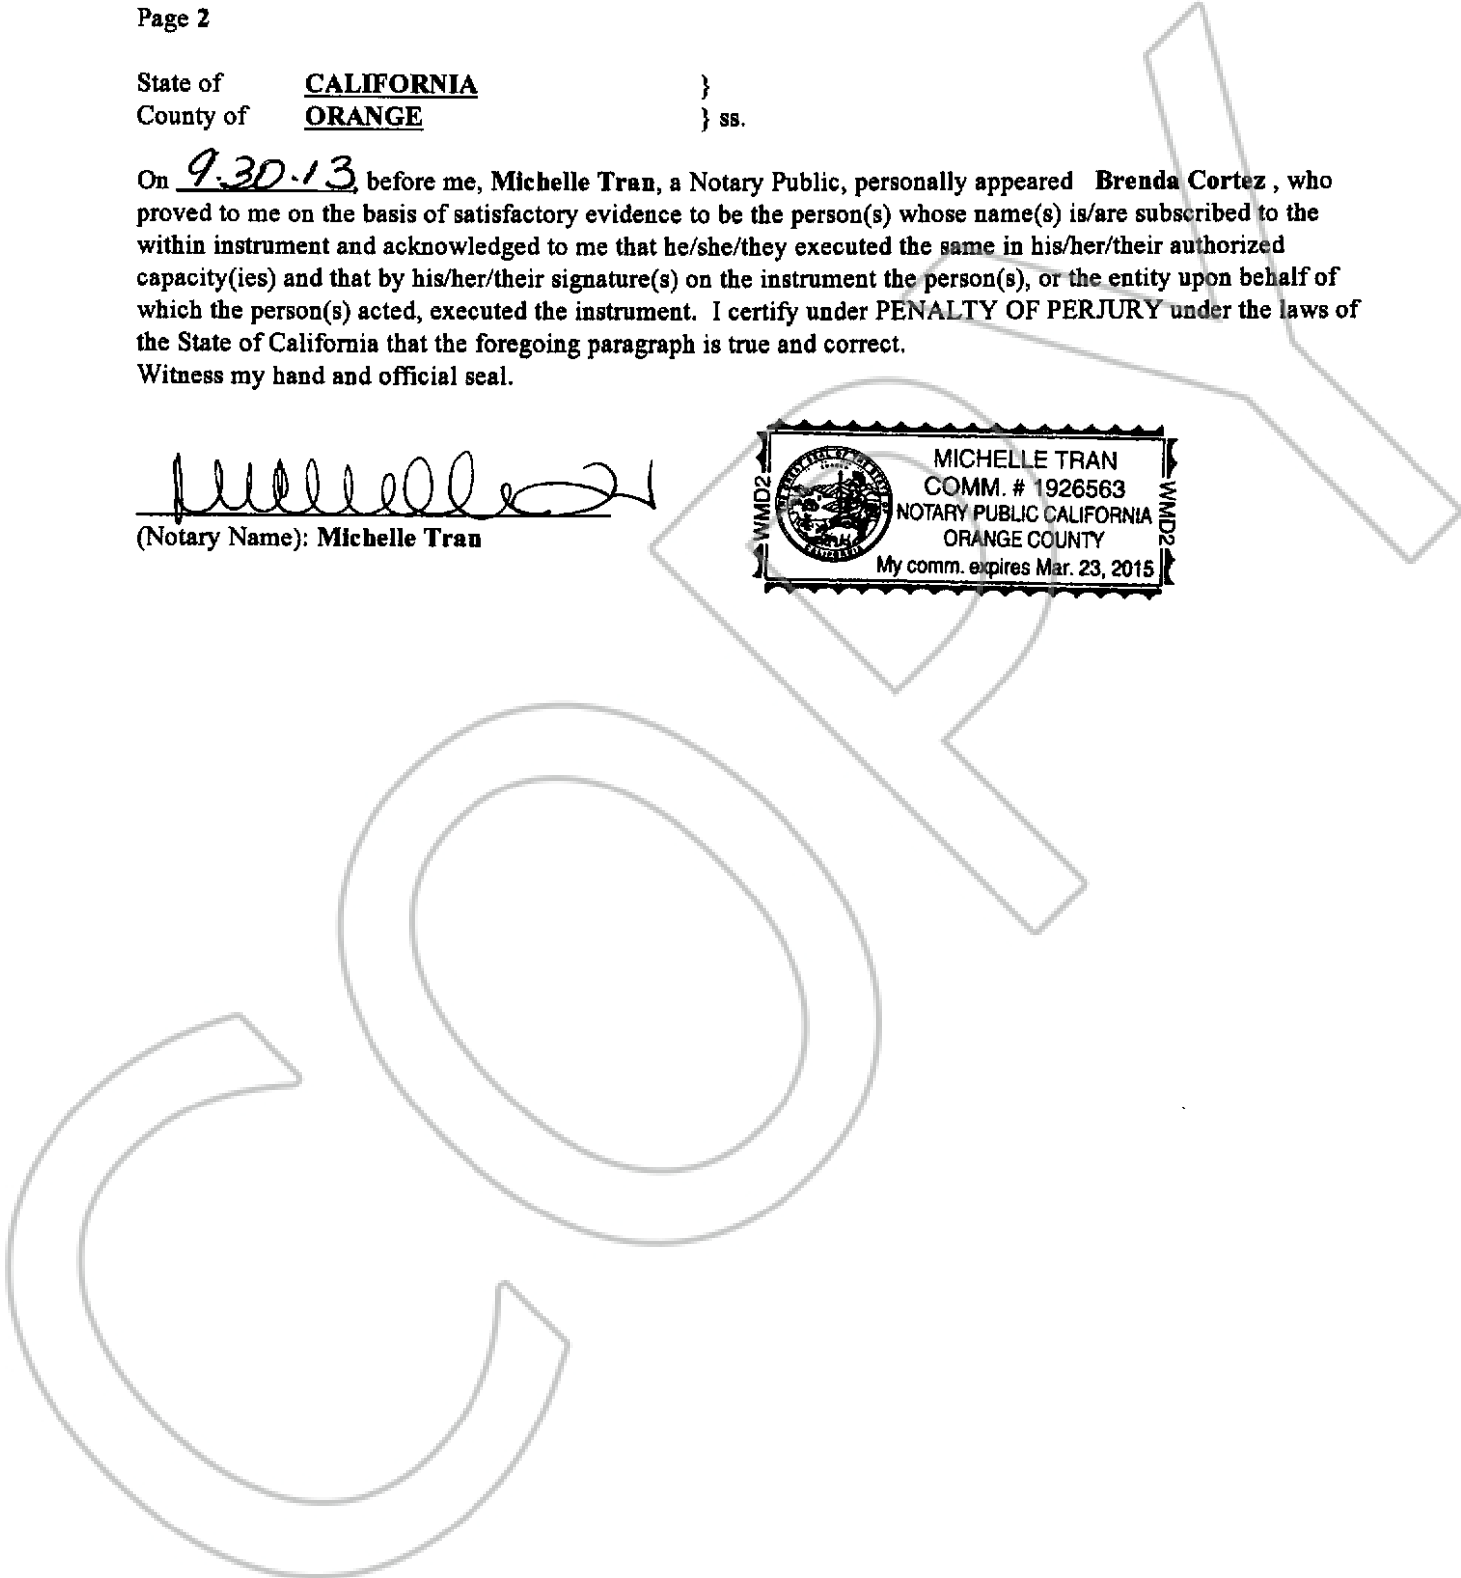 Page 2
State of CALIFORNIA }
County of ORANGE } ss.
On 9.30.13, before me, Michelle Tran, a Notary Public, personally appeared Brenda Cortez , who
proved to me on the basis of satisfactory evidence to be the person(s) whose name(s) is/are subscribed to the
within instrument and acknowledged to me that he/she/they executed the same in his/her/their authorized
capacity(ies) and that by his/her/their signature(s) on the instrument the person(s), or the entity upon behalf of
which the person(s) acted, executed the instrument. I certify under PENALTY OF PERJURY under the laws of
the State of California that the foregoing paragraph is true and correct.
Witness my hand and official seal.
(Notary Name): Michelle Tran
WMD2
MICHELLE TRAN
COMM. # 1926563
NOTARY PUBLIC CALIFORNIA
ORANGE COUNTY
My comm. expires Mar. 23, 2015
WMD2
COPY